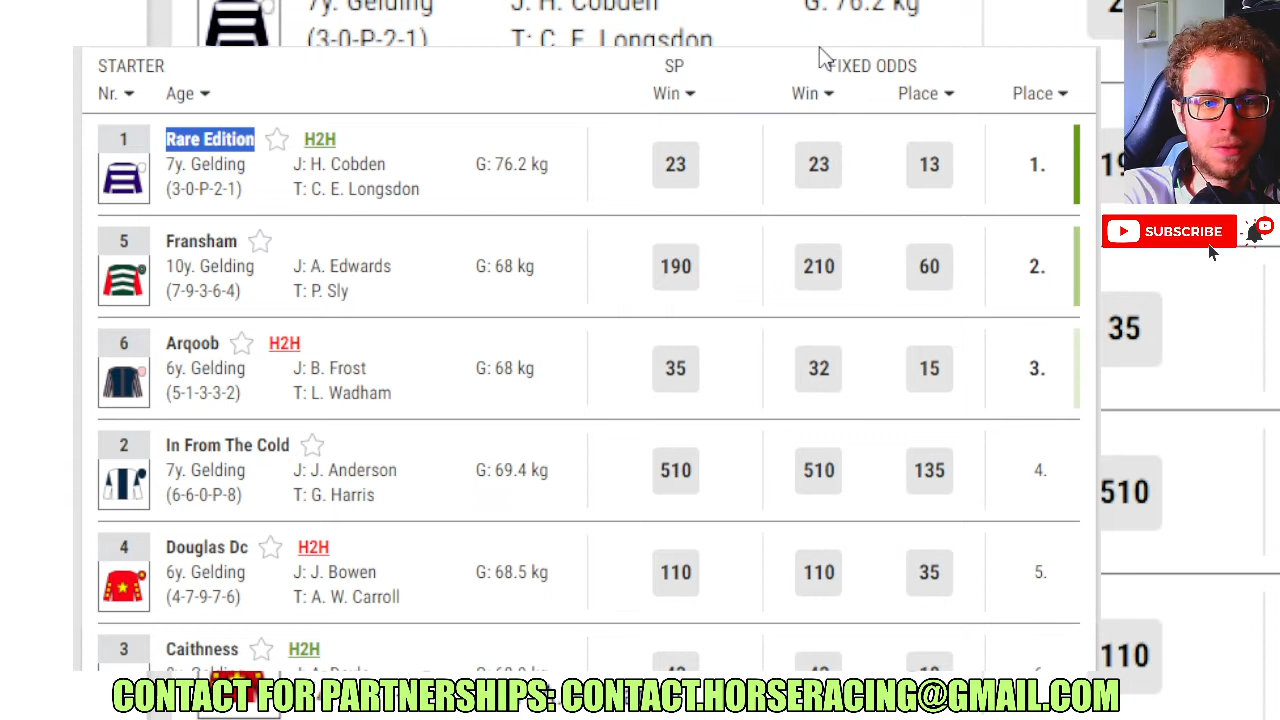 7y. Gelding J: H. Cobden G: 76.2 kg
(3-0-P-2-1) T: C. E. Longsdon
STARTER SP FIXED ODDS
Nr. Age Win Win Place Place
1 Rare Edition H2H
7y. Gelding J: H. Cobden G: 76.2 kg 23 23 13 1.
(3-0-P-2-1) T: C. E. Longsdon
SUBSCRIBE
5 Fransham
10y. Gelding J: A. Edwards G: 68 kg 190 210 60 2.
(7-9-3-6-4) T: P. Sly
35
6 Arqoob H2H
6y. Gelding J: B. Frost G: 68 kg 35 32 15 3.
(5-1-3-3-2) T: L. Wadham
2 In From The Cold
7y. Gelding J: J. Anderson G: 69.4 kg 510 510 135 4.
(6-6-0-P-8) T: G. Harris
510
4 Douglas Dc H2H
6y. Gelding J: J. Bowen G: 68.5 kg 110 110 35 5.
(4-7-9-7-6) T: A. W. Carroll
3 Caithness H2H
110
CONTACT FOR PARTNERSHIPS: CONTACT.HORSERACING@GMAIL.COM